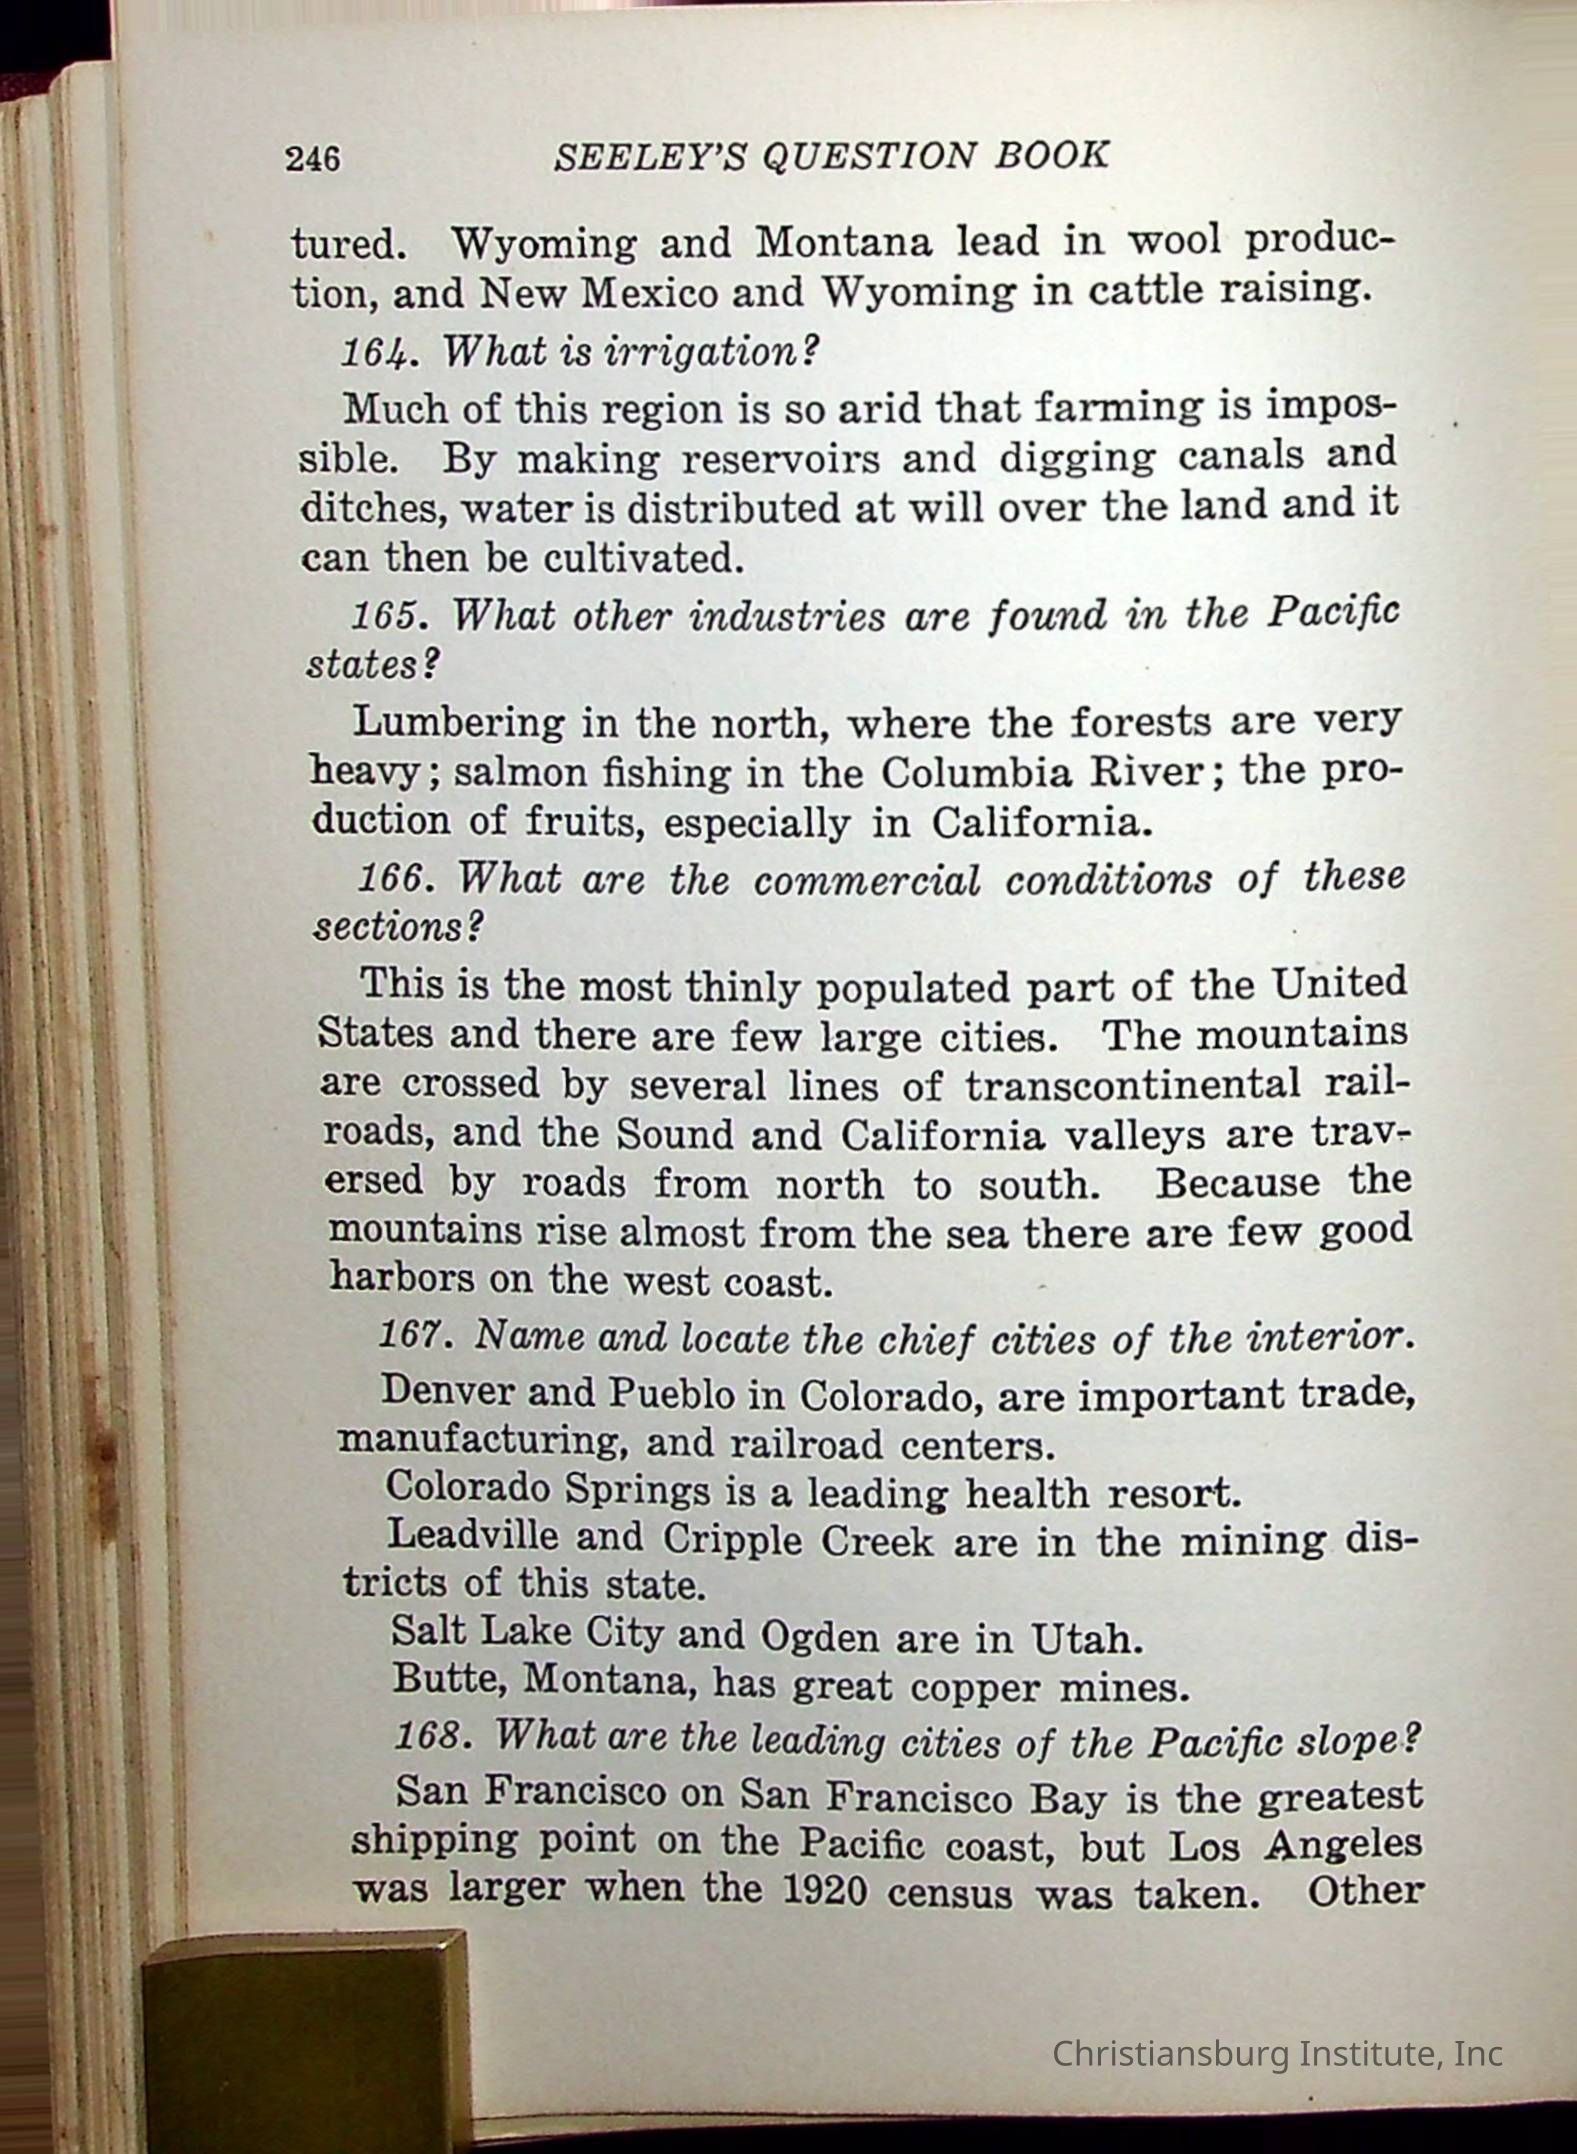 246 SEELEY'S QUESTION BOOK
tured. Wyoming and Montana lead in wool produc-
tion, and New Mexico and Wyoming in cattle raising.
164. What is irrigation?
Much of this region is so arid that farming is impos-
sible. By making reservoirs and digging canals and
ditches, water is distributed at will over the land and it
can then be cultivated.
165. What other industries are found in the Pacific
states?
Lumbering in the north, where the forests are very
heavy; salmon fishing in the Columbia River; the pro-
duction of fruits, especially in California.
166. What are the commercial conditions of these
sections?
This is the most thinly populated part of the United
States and there are few large cities. The mountains
are crossed by several lines of transcontinental rail-
roads, and the Sound and California valleys are trav-
ersed by roads from north to south. Because the
mountains rise almost from the sea there are few good
harbors on the west coast.
167. Name and locate the chief cities of the interior.
Denver and Pueblo in Colorado, are important trade,
manufacturing, and railroad centers.
Colorado Springs is a leading health resort.
Leadville and Cripple Creek are in the mining dis-
tricts of this state.
Salt Lake City and Ogden are in Utah.
Butte, Montana, has great copper mines.
168. What are the leading cities of the Pacific slope?
San Francisco on San Francisco Bay is the greatest
shipping point on the Pacific coast, but Los Angeles
was larger when the 1920 census was taken. Other
Christiansburg Institute, Inc